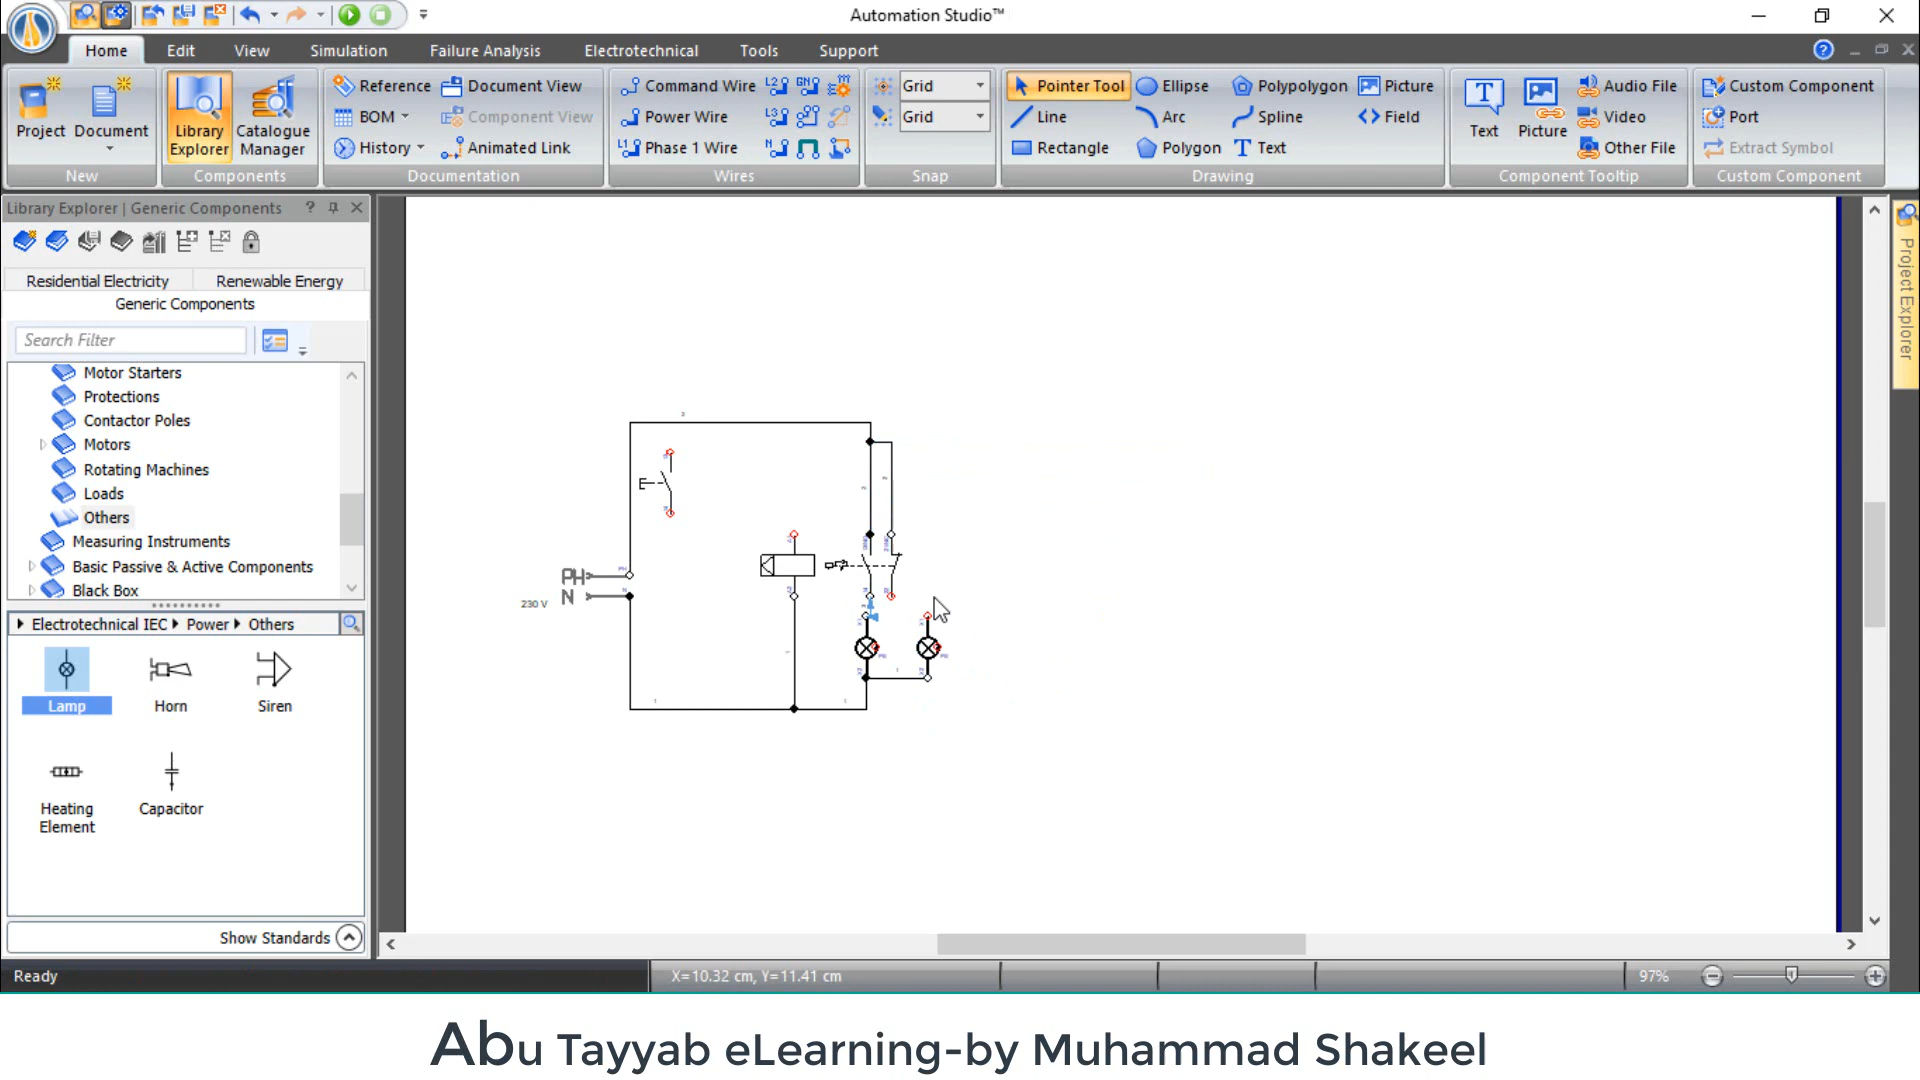 Automation Studio™
Home Edit View Simulation Failure Analysis Electrotechnical Tools Support
Reference Document View Command Wire L2 GN Grid Pointer Tool Ellipse Polypolygon Picture Audio File Custom Component
Project Document Library Explorer Catalogue Manager BOM Component View Power Wire L3 Grid Line Arc Spline Field Text Picture Video Port
History Animated Link L1 Phase 1 Wire N Rectangle Polygon Text Other File Extract Symbol
New Components Documentation Wires Snap Drawing Component Tooltip Custom Component
Library Explorer | Generic Components
Project Explorer
Residential Electricity Renewable Energy
Generic Components
Search Filter
Motor Starters
Protections
Contactor Poles
Motors
Rotating Machines
Loads
Others
Measuring Instruments
Basic Passive & Active Components
Black Box
PH
N
230 V
Electrotechnical IEC Power Others
Lamp Horn Siren
Heating Element Capacitor
Show Standards
Ready X=10.32 cm, Y=11.41 cm 97%
Abu Tayyab eLearning-by Muhammad Shakeel